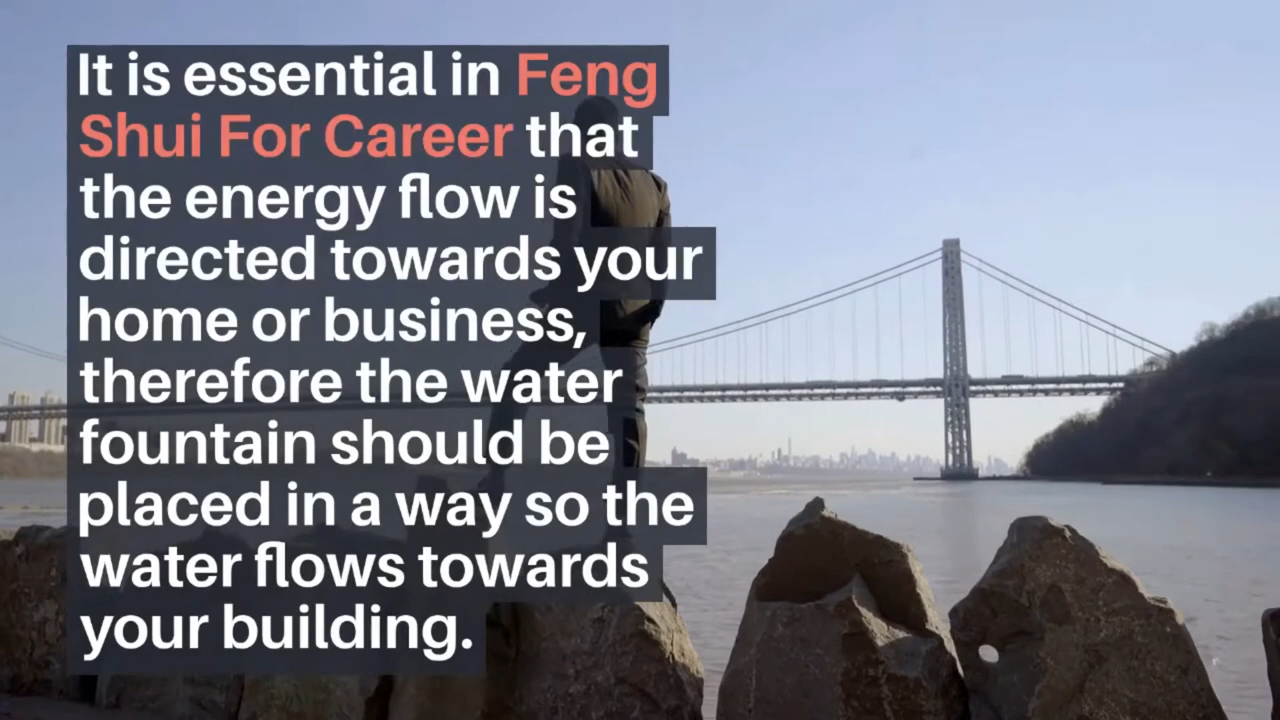 It is essential in Feng
Shui For Career that
the energy flow is
directed towards your
home or business,
therefore the water
fountain should be
placed in a way so the
water flows towards
your building.